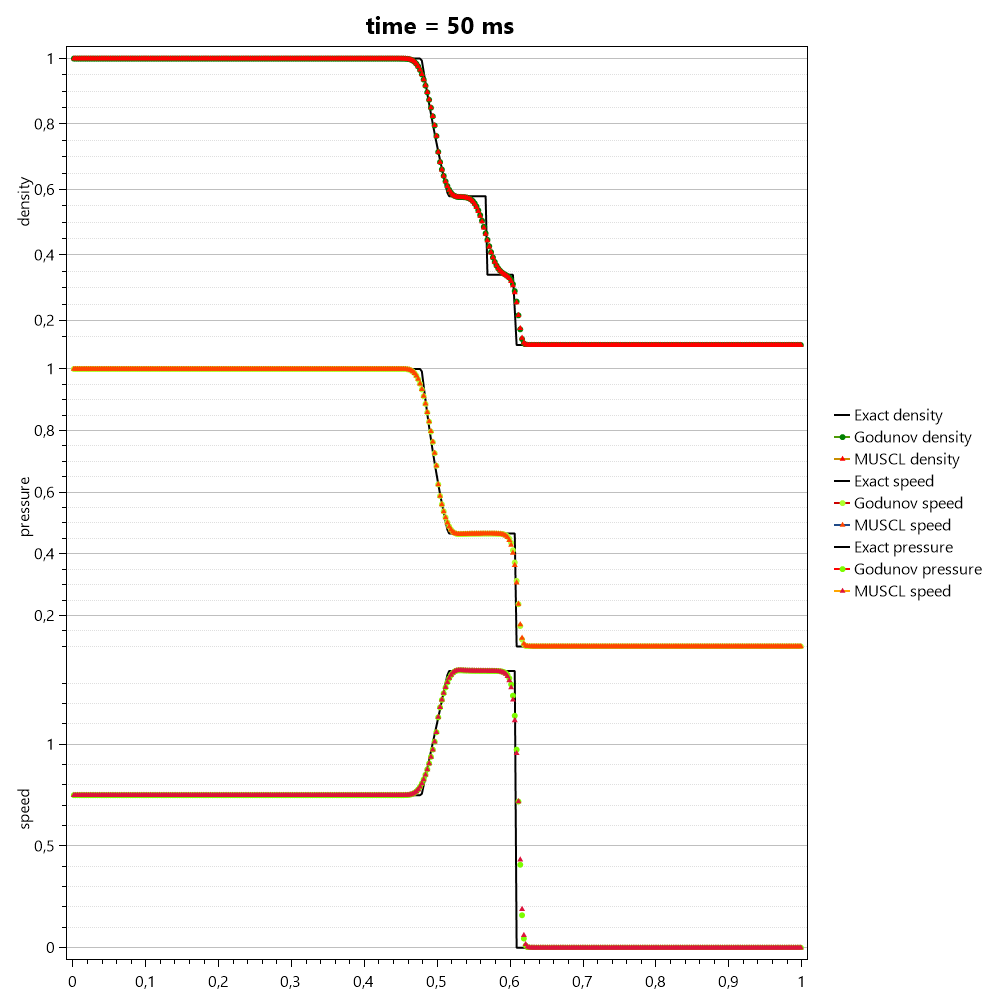 time = 50 ms
1
0,8
0,6
0,4
0,2
density
1
0,8
0,6
0,4
0,2
pressure
1
0,5
0
speed
0
0,1
0,2
0,3
0,4
0,5
0,6
0,7
0,8
0,9
1
Exact density
Godunov density
MUSCL density
Exact speed
Godunov speed
MUSCL speed
Exact pressure
Godunov pressure
MUSCL speed